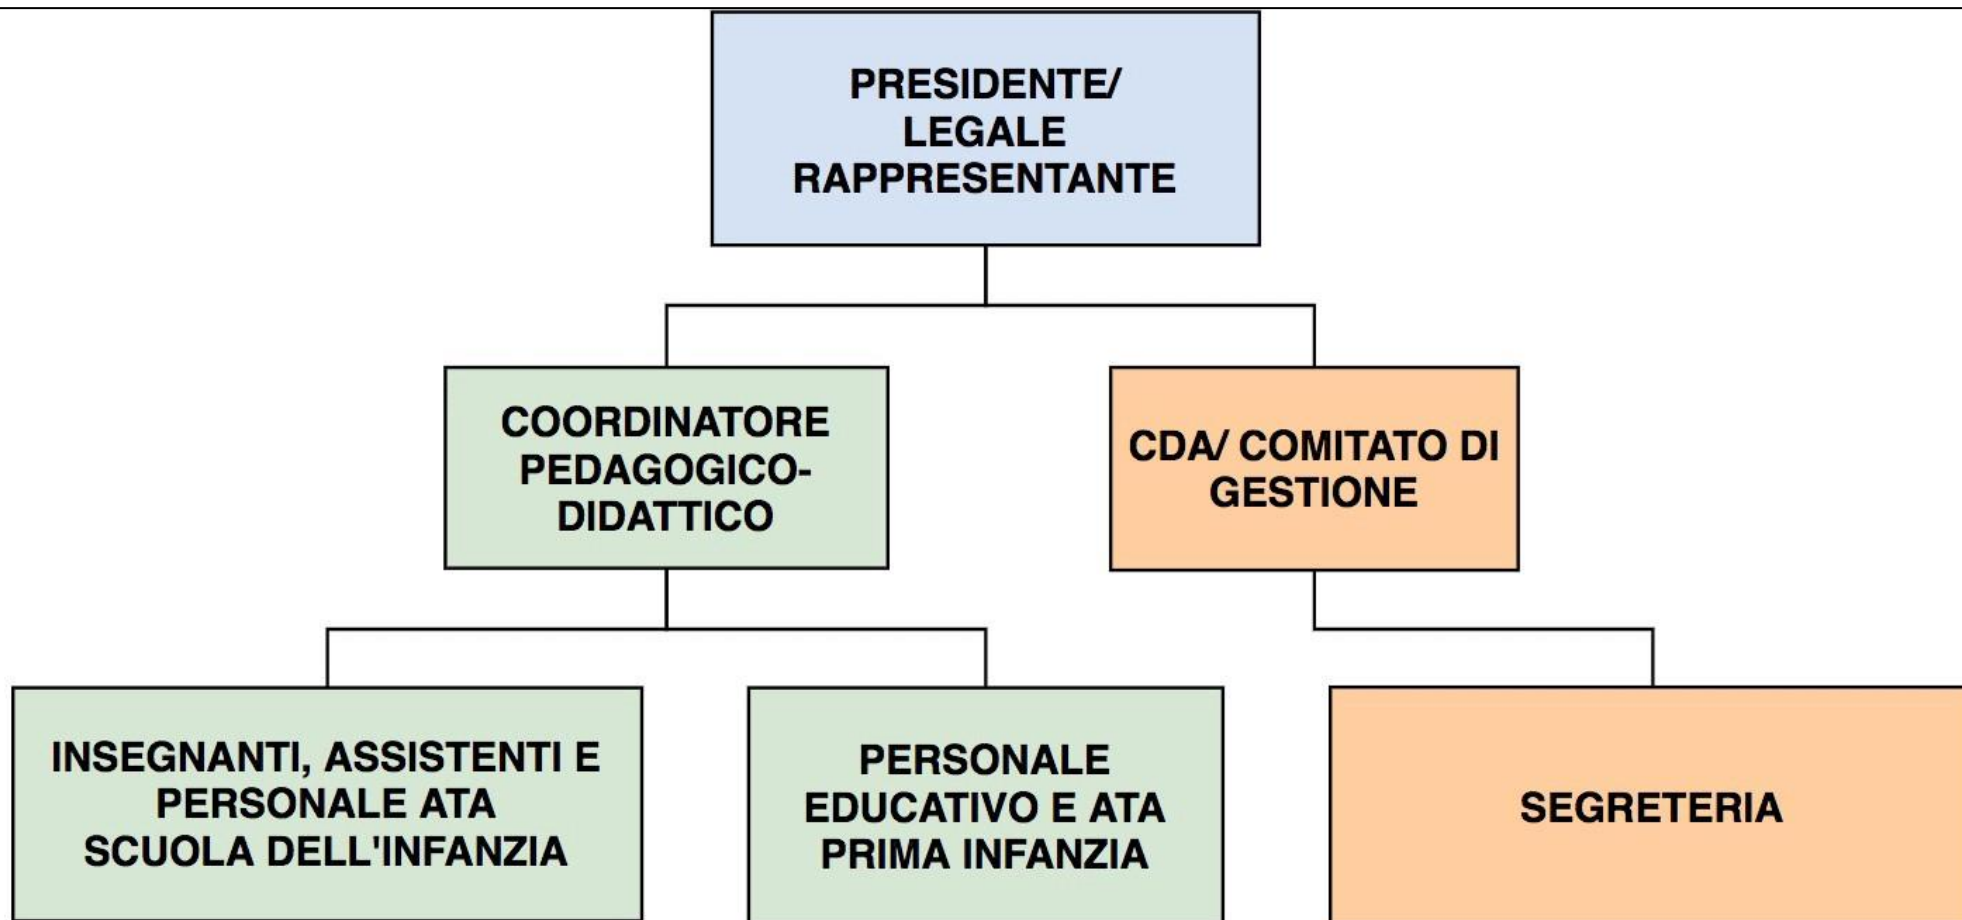 PRESIDENTE/
LEGALE
RAPPRESENTANTE
COORDINATORE
PEDAGOGICO-
DIDATTICO
CDA/ COMITATO DI
GESTIONE
INSEGNANTI, ASSISTENTI E
PERSONALE ATA
SCUOLA DELL'INFANZIA
PERSONALE
EDUCATIVO E ATA
PRIMA INFANZIA
SEGRETERIA